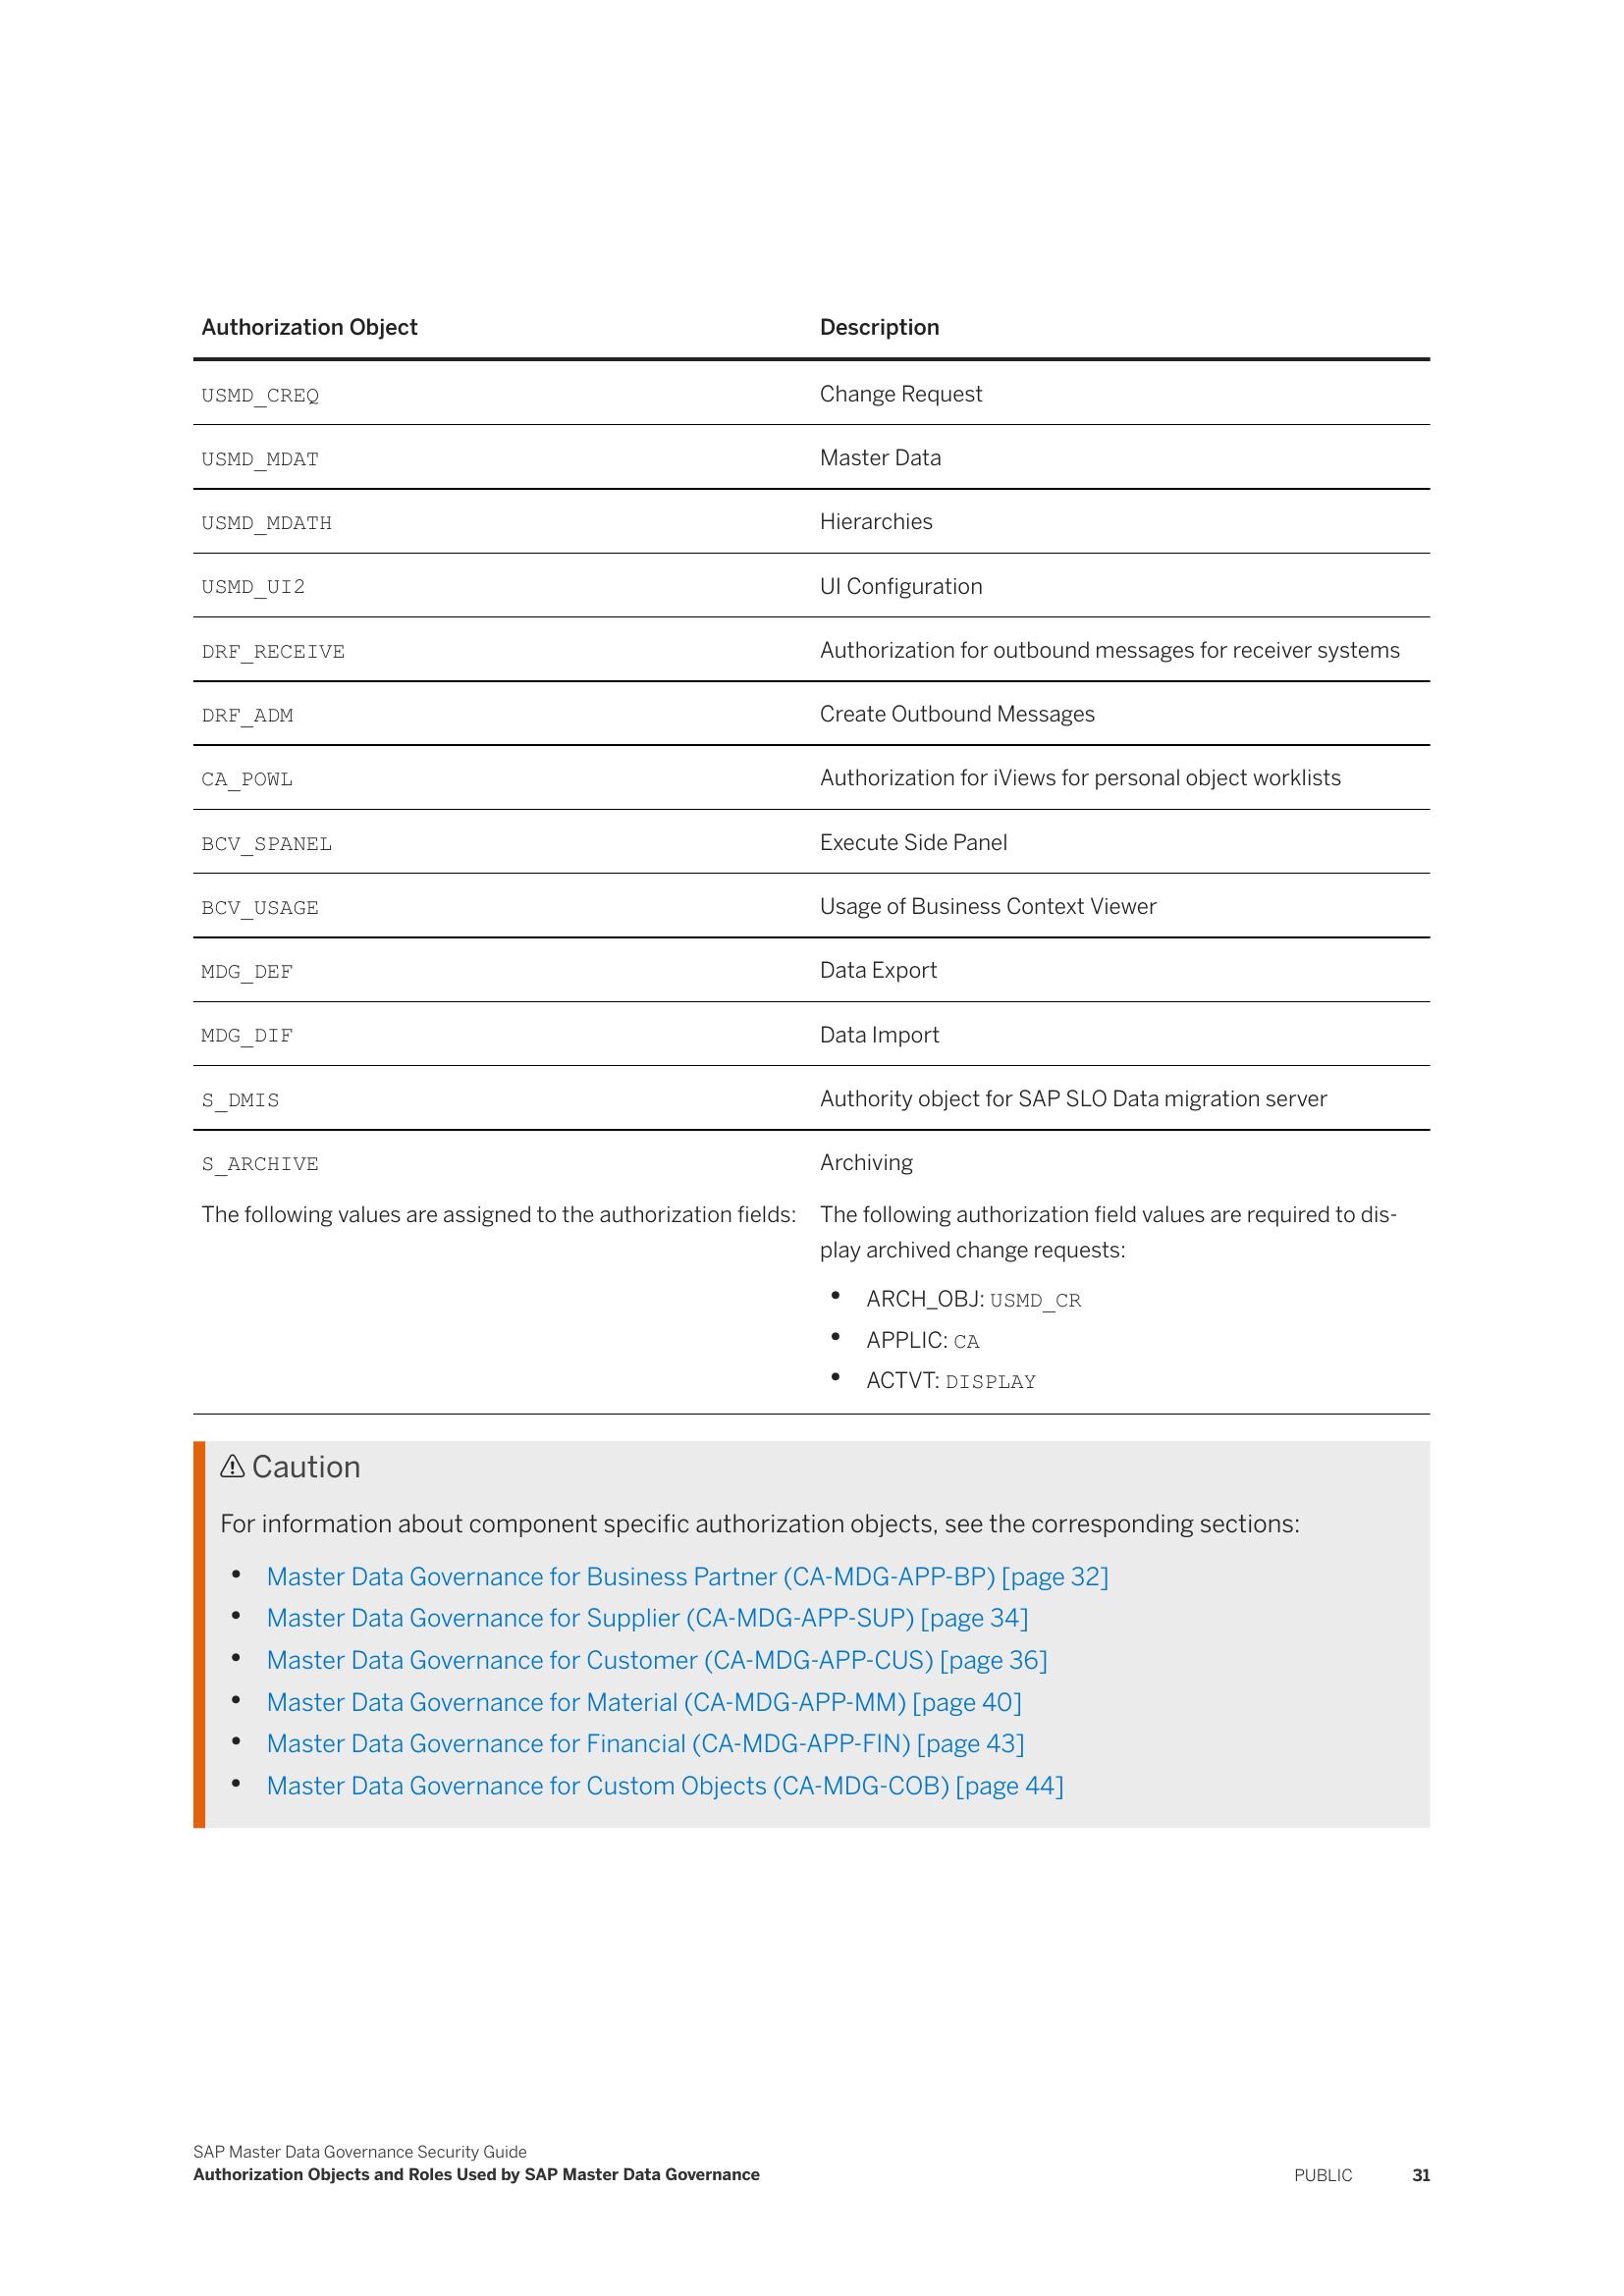 Authorization Object Description
USMD_CREQ Change Request
USMD_MDAT Master Data
USMD_MDATH Hierarchies
USMD_UI2 UI Configuration
DRF_RECEIVE Authorization for outbound messages for receiver systems
DRF_ADM Create Outbound Messages
CA_POWL Authorization for iViews for personal object worklists
BCV_SPANEL Execute Side Panel
BCV_USAGE Usage of Business Context Viewer
MDG_DEF Data Export
MDG_DIF Data Import
S_DMIS Authority object for SAP SLO Data migration server
S_ARCHIVE Archiving
The following values are assigned to the authorization fields: The following authorization field values are required to dis-
play archived change requests:
• ARCH_OBJ: USMD_CR
• APPLIC: CA
• ACTVT: DISPLAY
⚠ Caution
For information about component specific authorization objects, see the corresponding sections:
• Master Data Governance for Business Partner (CA-MDG-APP-BP) [page 32]
• Master Data Governance for Supplier (CA-MDG-APP-SUP) [page 34]
• Master Data Governance for Customer (CA-MDG-APP-CUS) [page 36]
• Master Data Governance for Material (CA-MDG-APP-MM) [page 40]
• Master Data Governance for Financial (CA-MDG-APP-FIN) [page 43]
• Master Data Governance for Custom Objects (CA-MDG-COB) [page 44]
SAP Master Data Governance Security Guide
Authorization Objects and Roles Used by SAP Master Data Governance PUBLIC 31